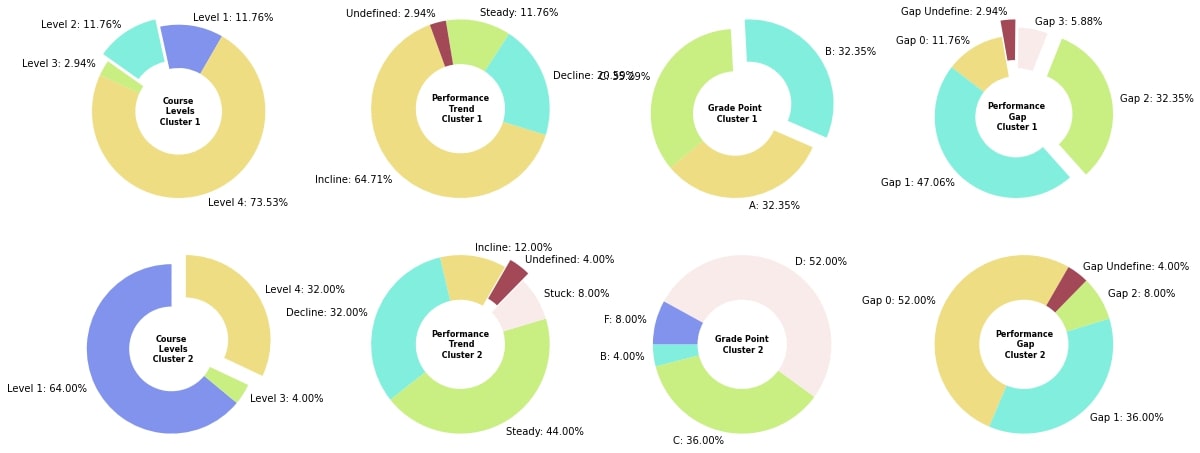 Level 1: 11.76%
Level 2: 11.76%
Level 3: 2.94%
Level 4: 73.53%
Course
Levels
Cluster 1
Undefined: 2.94%
Steady: 11.76%
Decline: 20.59%
Incline: 64.71%
Performance
Trend
Cluster 1
C: 35.29%
B: 32.35%
A: 32.35%
Grade Point
Cluster 1
Gap Undefine: 2.94%
Gap 3: 5.88%
Gap 0: 11.76%
Gap 2: 32.35%
Gap 1: 47.06%
Performance
Gap
Cluster 1
Level 4: 32.00%
Level 1: 64.00%
Level 3: 4.00%
Course
Levels
Cluster 2
Incline: 12.00%
Undefined: 4.00%
Stuck: 8.00%
Decline: 32.00%
Steady: 44.00%
Performance
Trend
Cluster 2
D: 52.00%
F: 8.00%
B: 4.00%
C: 36.00%
Grade Point
Cluster 2
Gap Undefine: 4.00%
Gap 2: 8.00%
Gap 0: 52.00%
Gap 1: 36.00%
Performance
Gap
Cluster 2